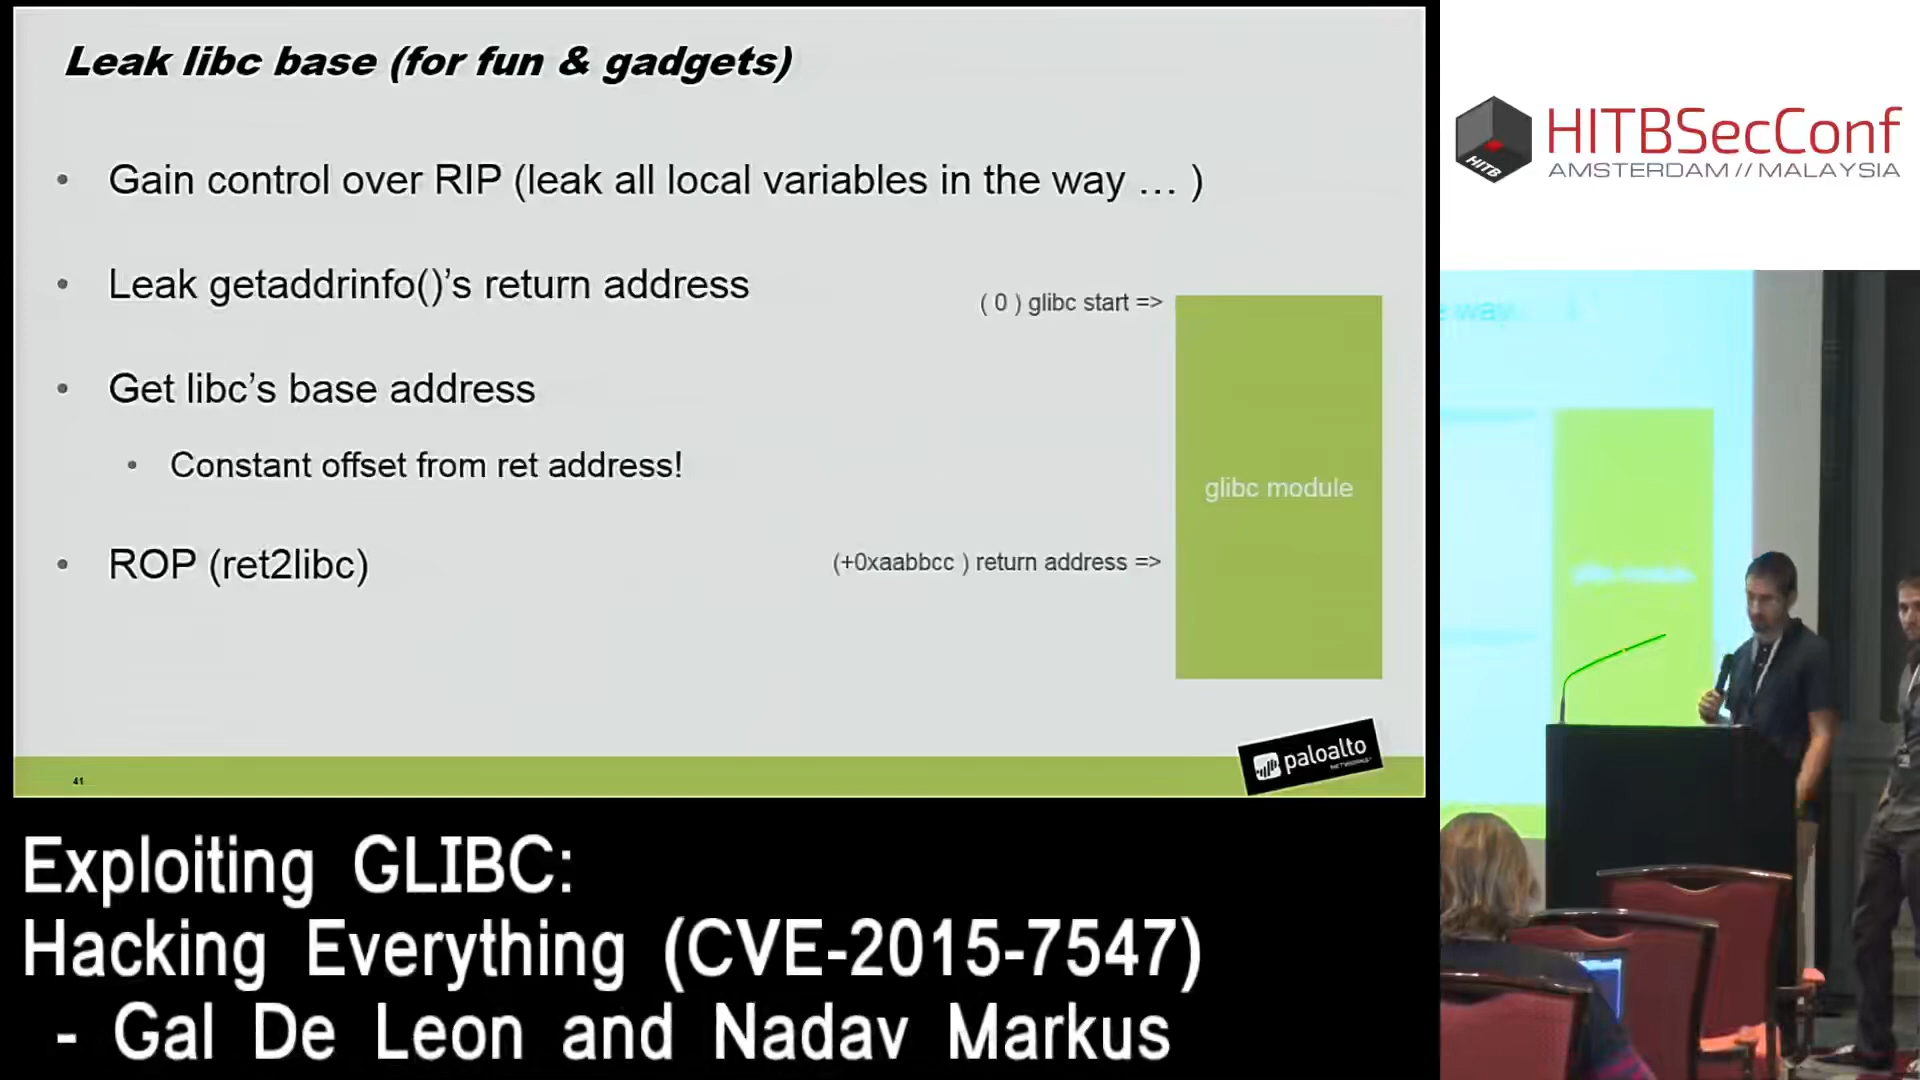 Leak libc base (for fun & gadgets)
• Gain control over RIP (leak all local variables in the way … )
• Leak getaddrinfo()’s return address
( 0 ) glibc start =>
• Get libc’s base address
• Constant offset from ret address!
glibc module
• ROP (ret2libc)
(+0xaabbcc ) return address =>
41
paloalto
NETWORKS
HITB
HITBSecConf
AMSTERDAM // MALAYSIA
Exploiting GLIBC:
Hacking Everything (CVE-2015-7547)
- Gal De Leon and Nadav Markus